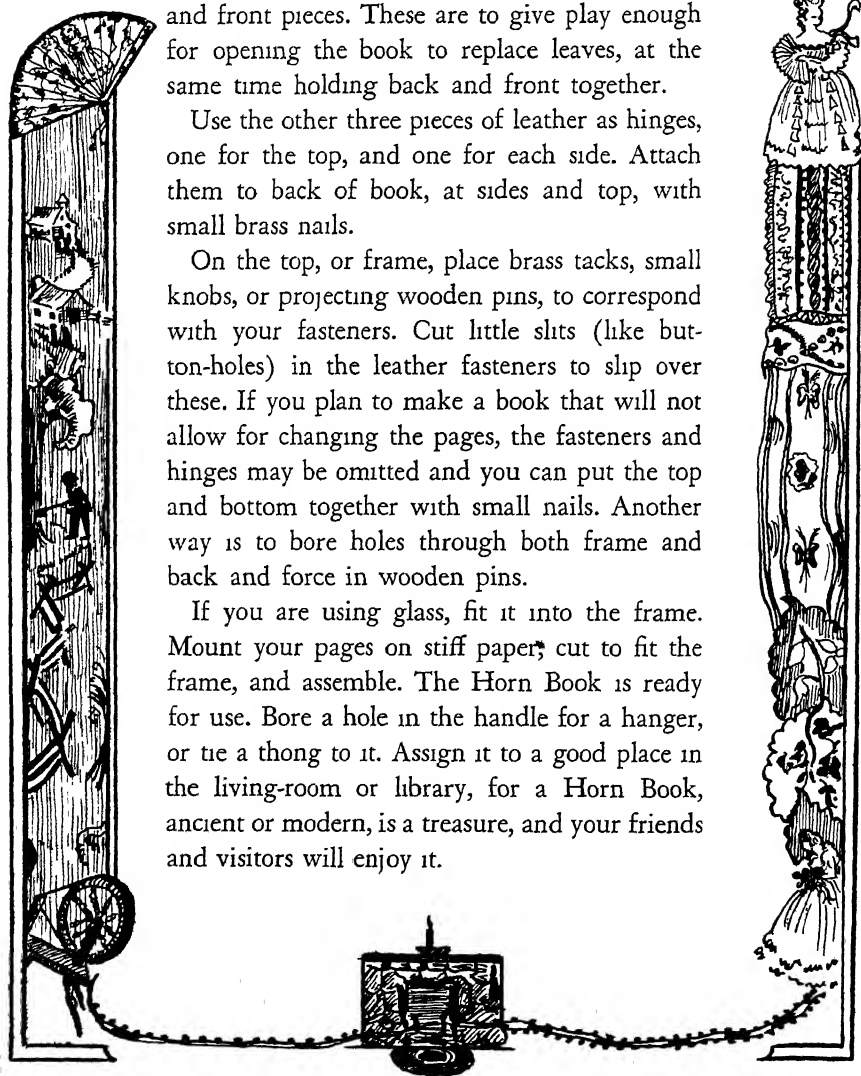 and front pieces. These are to give play enough
for opening the book to replace leaves, at the
same time holding back and front together.
Use the other three pieces of leather as hinges,
one for the top, and one for each side. Attach
them to back of book, at sides and top, with
small brass nails.
On the top, or frame, place brass tacks, small
knobs, or projecting wooden pins, to correspond
with your fasteners. Cut little slits (like but-
ton-holes) in the leather fasteners to slip over
these. If you plan to make a book that will not
allow for changing the pages, the fasteners and
hinges may be omitted and you can put the top
and bottom together with small nails. Another
way is to bore holes through both frame and
back and force in wooden pins.
If you are using glass, fit it into the frame.
Mount your pages on stiff paper, cut to fit the
frame, and assemble. The Horn Book is ready
for use. Bore a hole in the handle for a hanger,
or tie a thong to it. Assign it to a good place in
the living-room or library, for a Horn Book,
ancient or modern, is a treasure, and your friends
and visitors will enjoy it.